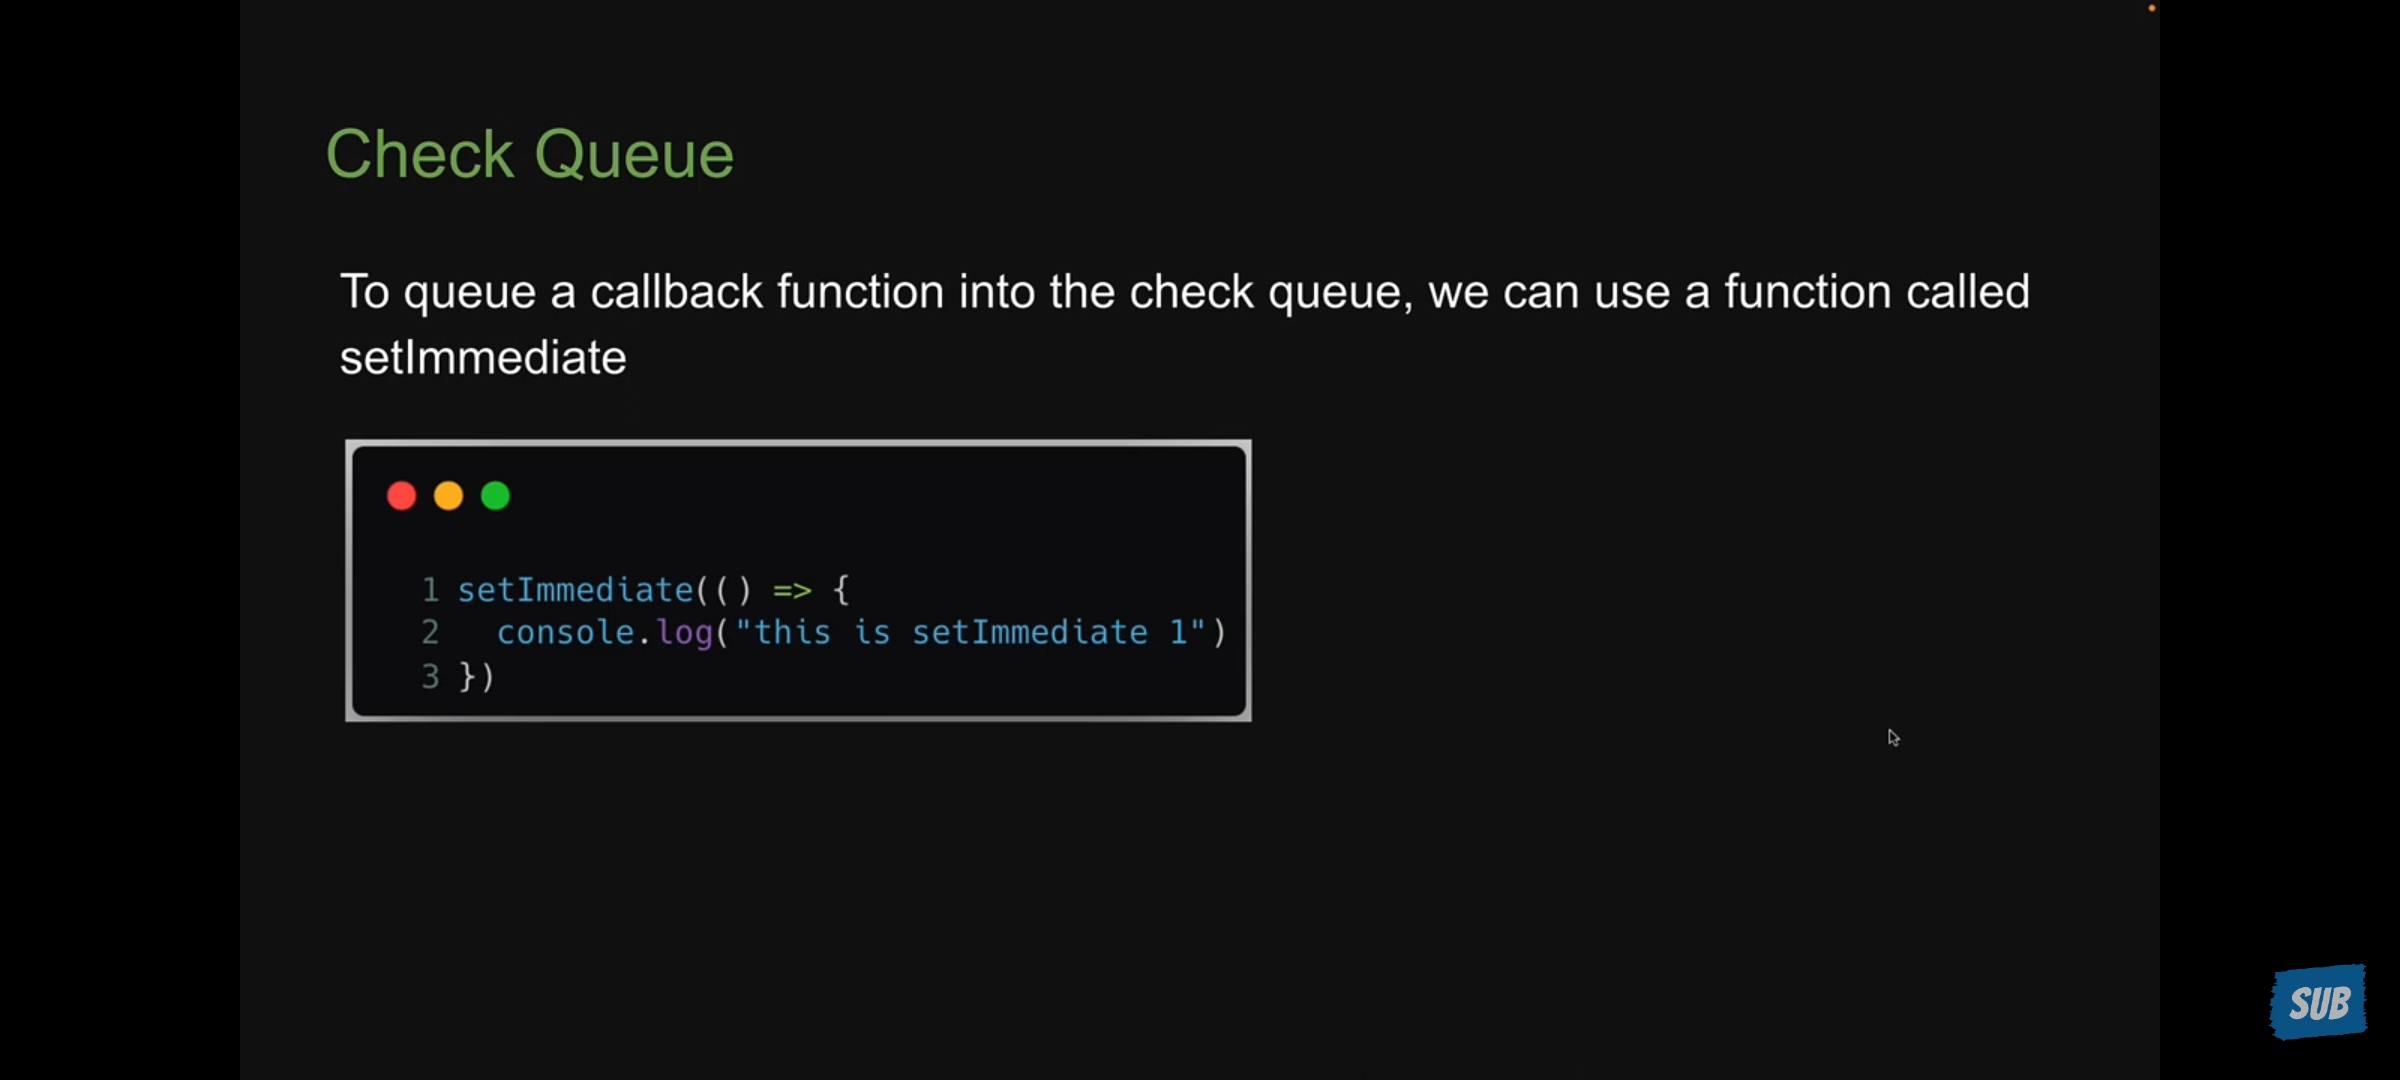 Check Queue
To queue a callback function into the check queue, we can use a function called
setImmediate
1 setImmediate(() => {
2   console.log("this is setImmediate 1")
3 })
SUB